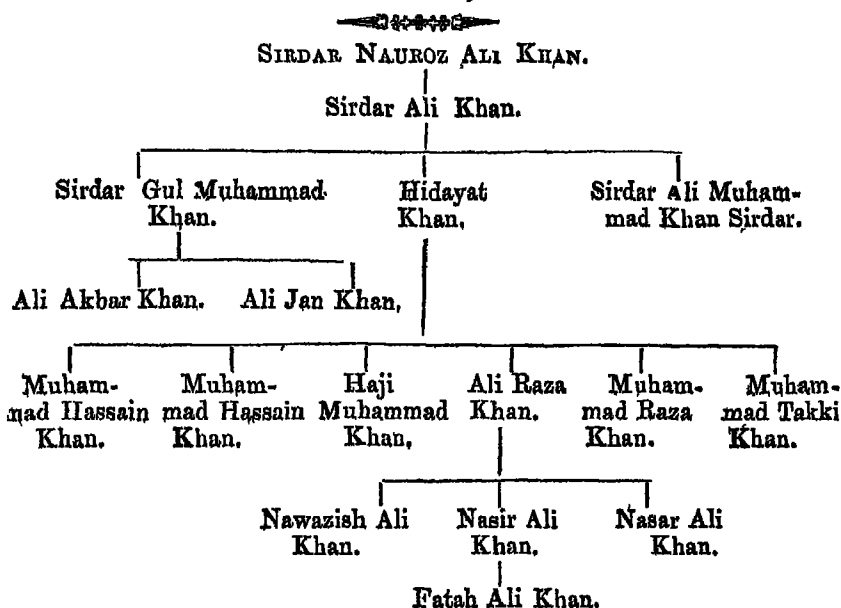 SIRDAR NAUROZ ALI KHAN.
Sirdar Ali Khan.
Sirdar Gul Muhammad Khan.
Hidayat Khan,
Sirdar Ali Muham-
mad Khan Sirdar.
Ali Akbar Khan. Ali Jan Khan,
Muham-
mad Hassain
Khan.
Muham-
mad Hassain
Khan.
Haji
Muhammad
Khan,
Ali Raza
Khan.
Muham-
mad Raza
Khan.
Muham-
mad Takki
Khan.
Nawazish Ali
Khan.
Nasir Ali
Khan.
Nasar Ali
Khan.
Fatah Ali Khan.